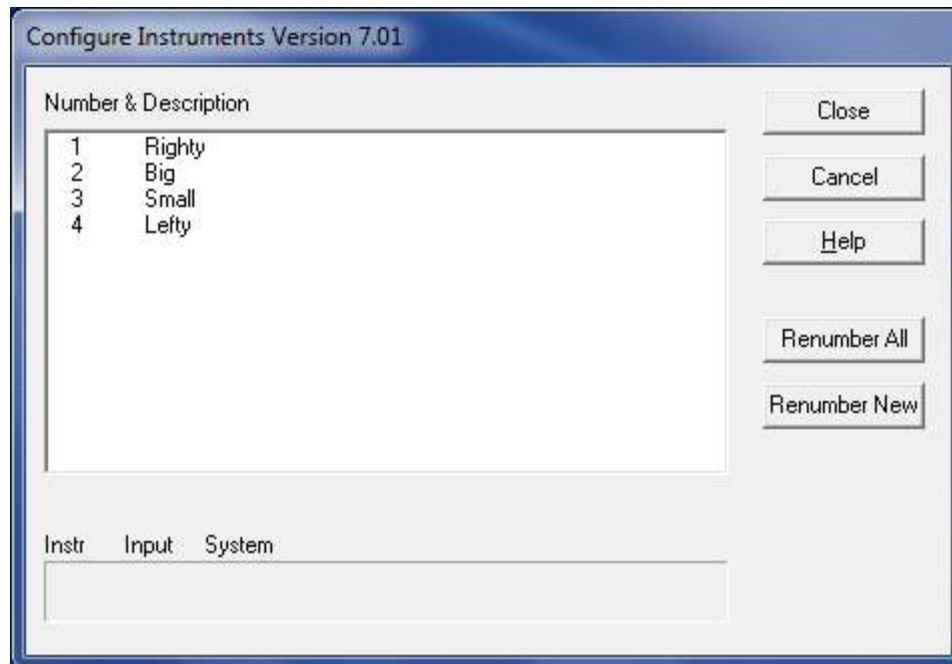 Configure Instruments Version 7.01
Number & Description
1 Righty
2 Big
3 Small
4 Lefty
Close
Cancel
Help
Renumber All
Renumber New
Instr Input System